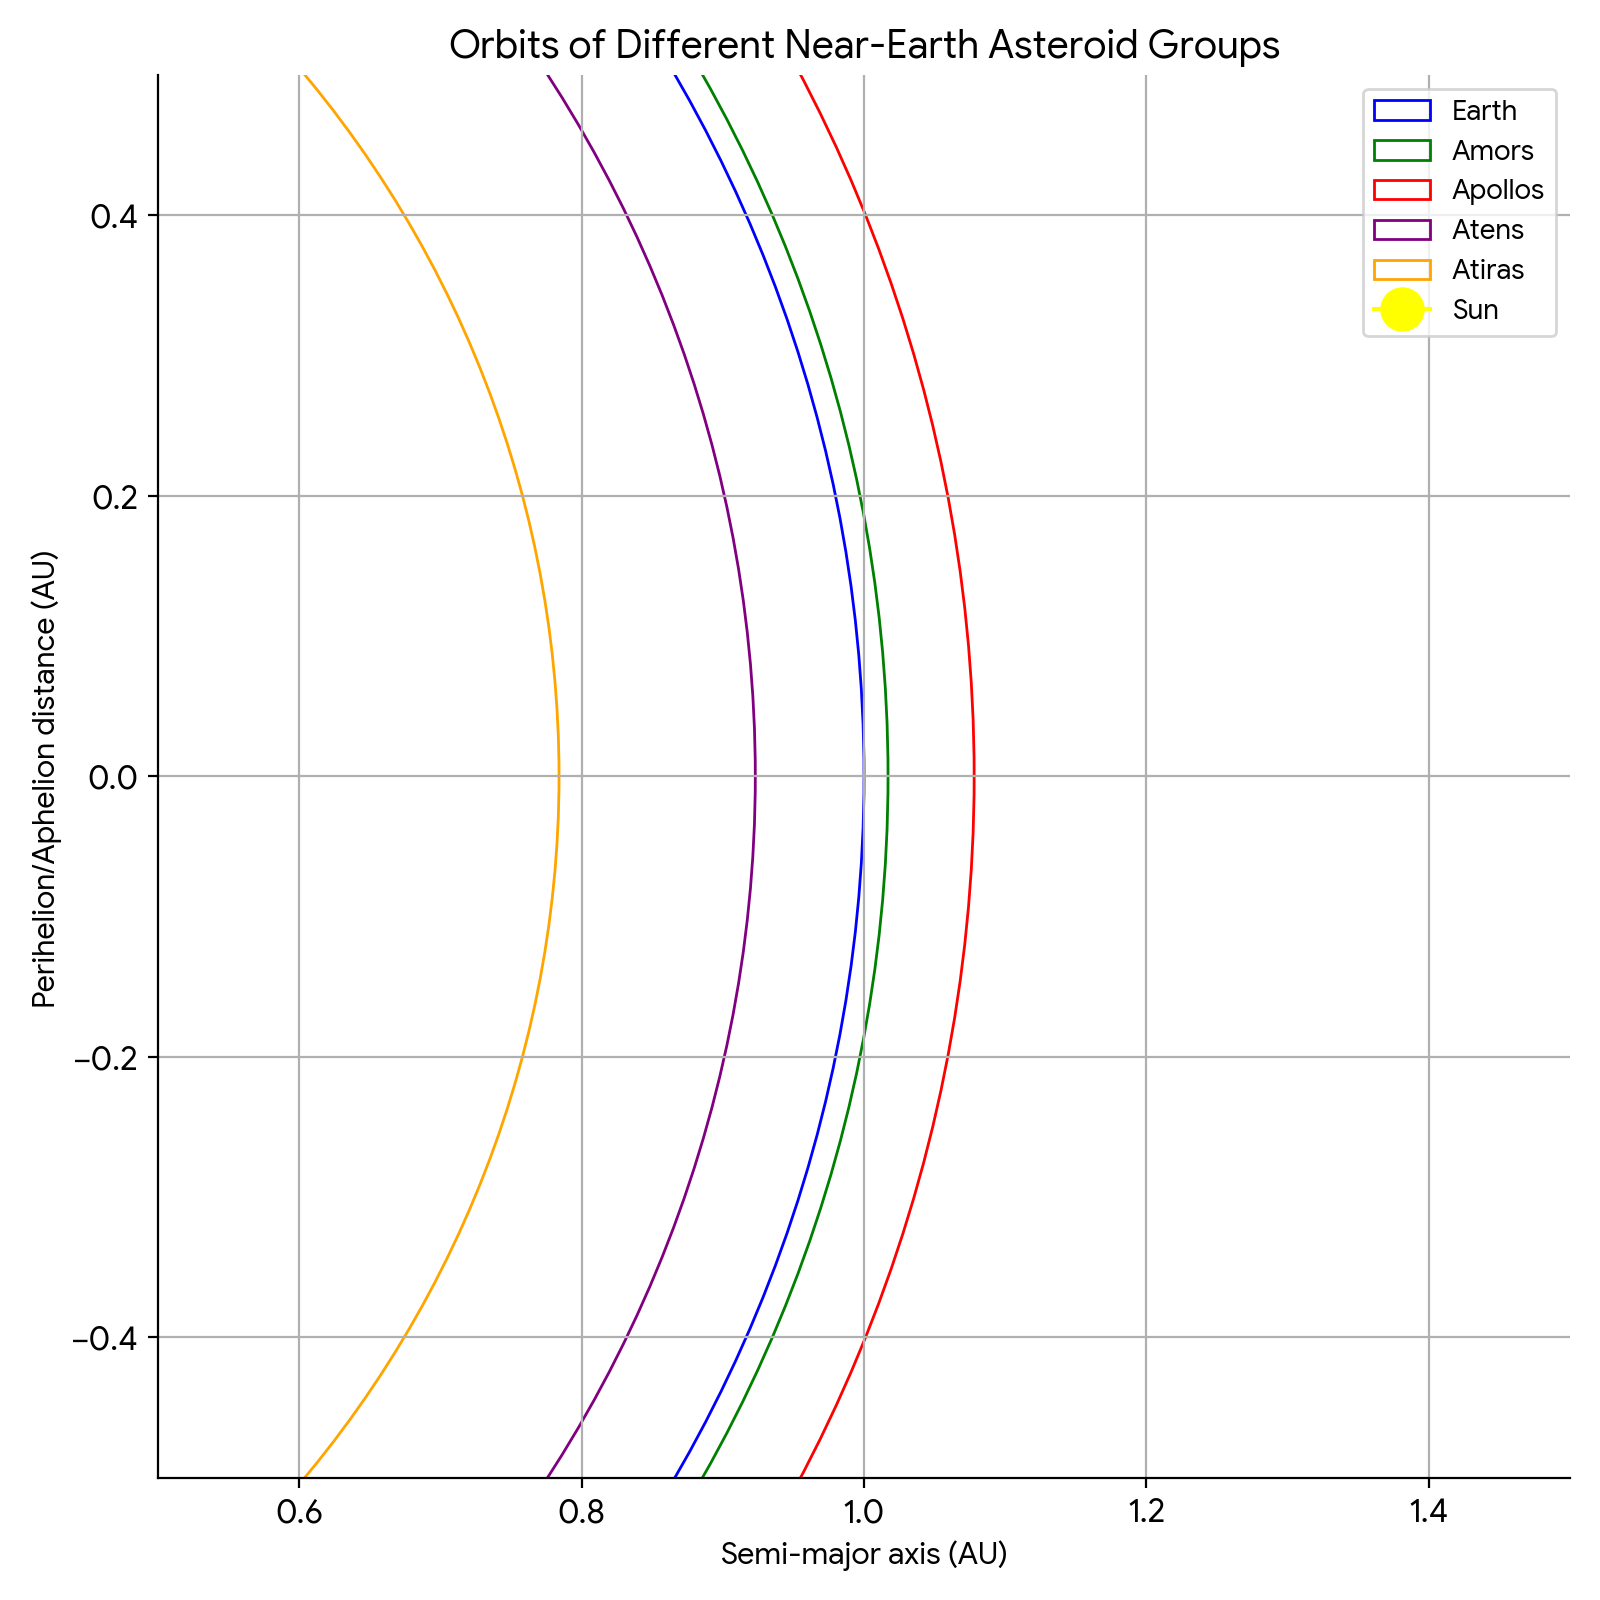 Orbits of Different Near-Earth Asteroid Groups
Earth
Amors
Apollos
Atens
Atiras
Sun
Perihelion/Aphelion distance (AU)
0.4
0.2
0.0
−0.2
−0.4
0.6 0.8 1.0 1.2 1.4
Semi-major axis (AU)